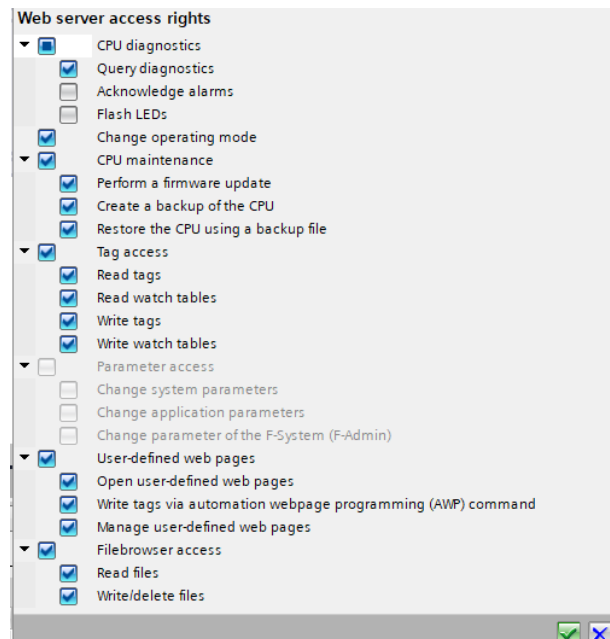 Web server access rights
CPU diagnostics
Query diagnostics
Acknowledge alarms
Flash LEDs
Change operating mode
CPU maintenance
Perform a firmware update
Create a backup of the CPU
Restore the CPU using a backup file
Tag access
Read tags
Read watch tables
Write tags
Write watch tables
Parameter access
Change system parameters
Change application parameters
Change parameter of the F-System (F-Admin)
User-defined web pages
Open user-defined web pages
Write tags via automation webpage programming (AWP) command
Manage user-defined web pages
Filebrowser access
Read files
Write/delete files